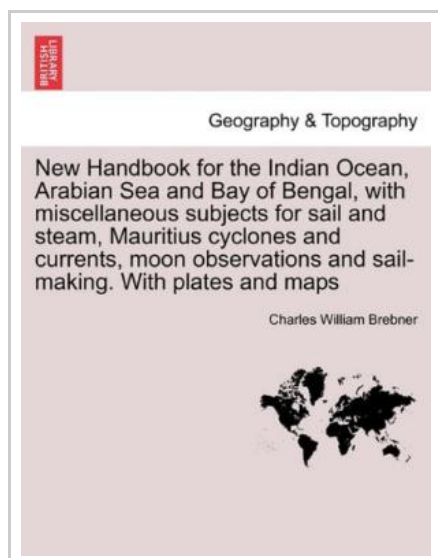 BRITISH
LIBRARY
Geography & Topography
New Handbook for the Indian Ocean,
Arabian Sea and Bay of Bengal, with
miscellaneous subjects for sail and
steam, Mauritius cyclones and
currents, moon observations and sail-
making. With plates and maps
Charles William Brebner